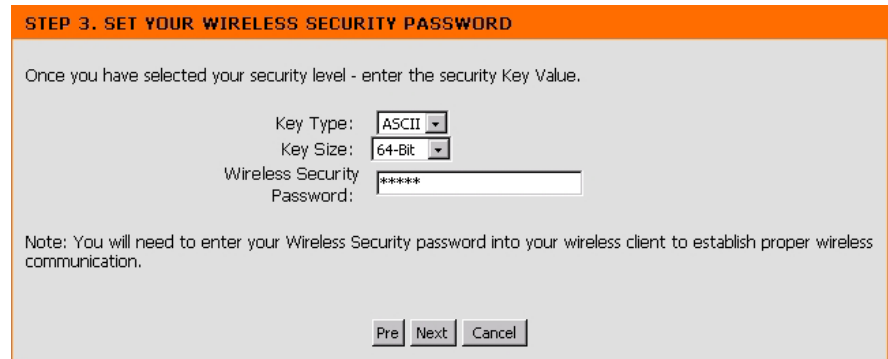 STEP 3. SET YOUR WIRELESS SECURITY PASSWORD
Once you have selected your security level - enter the security Key Value.
Key Type: ASCII
Key Size: 64-Bit
Wireless Security
Password: *****
Note: You will need to enter your Wireless Security password into your wireless client to establish proper wireless
communication.
Pre Next Cancel